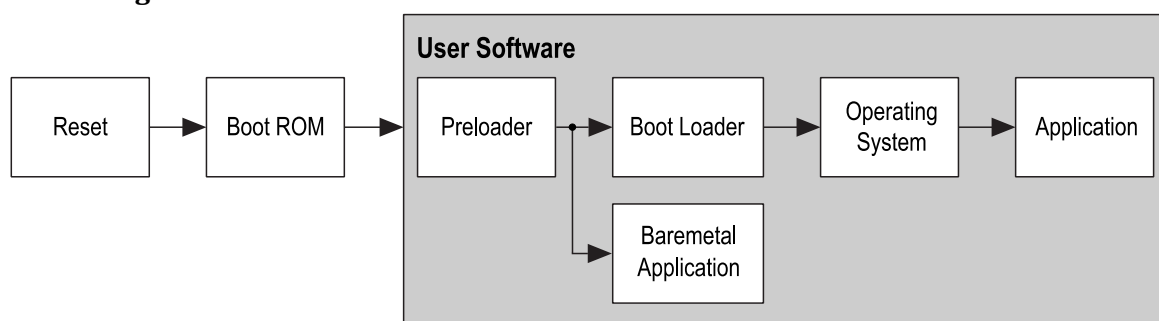 User Software
Reset
Boot ROM
Preloader
Boot Loader
Operating
System
Application
Baremetal
Application